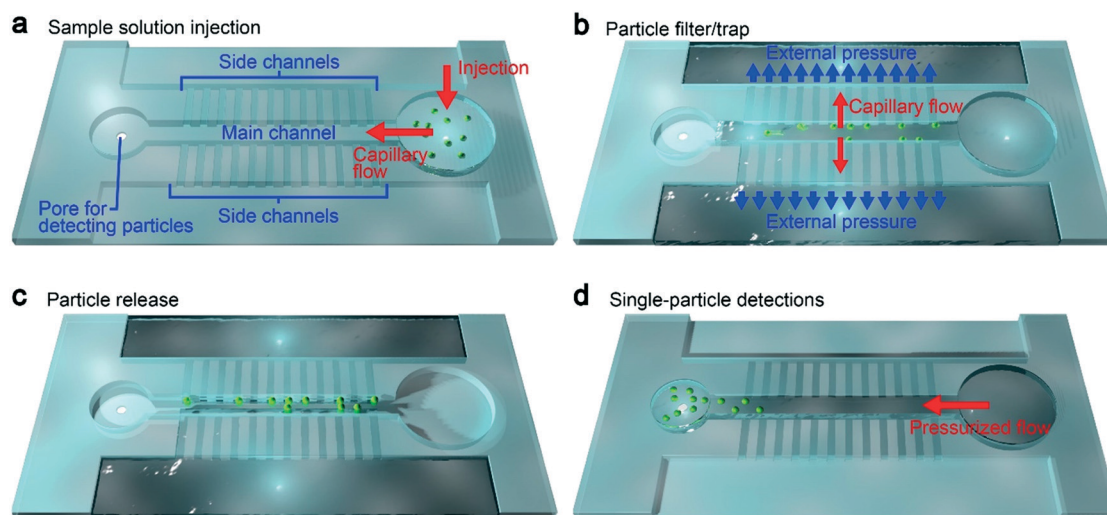 a Sample solution injection
Side channels
Injection
Main channel
Capillary
flow
Pore for
detecting particles
Side channels
b Particle filter/trap
External pressure
Capillary flow
External pressure
c Particle release
d Single-particle detections
Pressurized flow